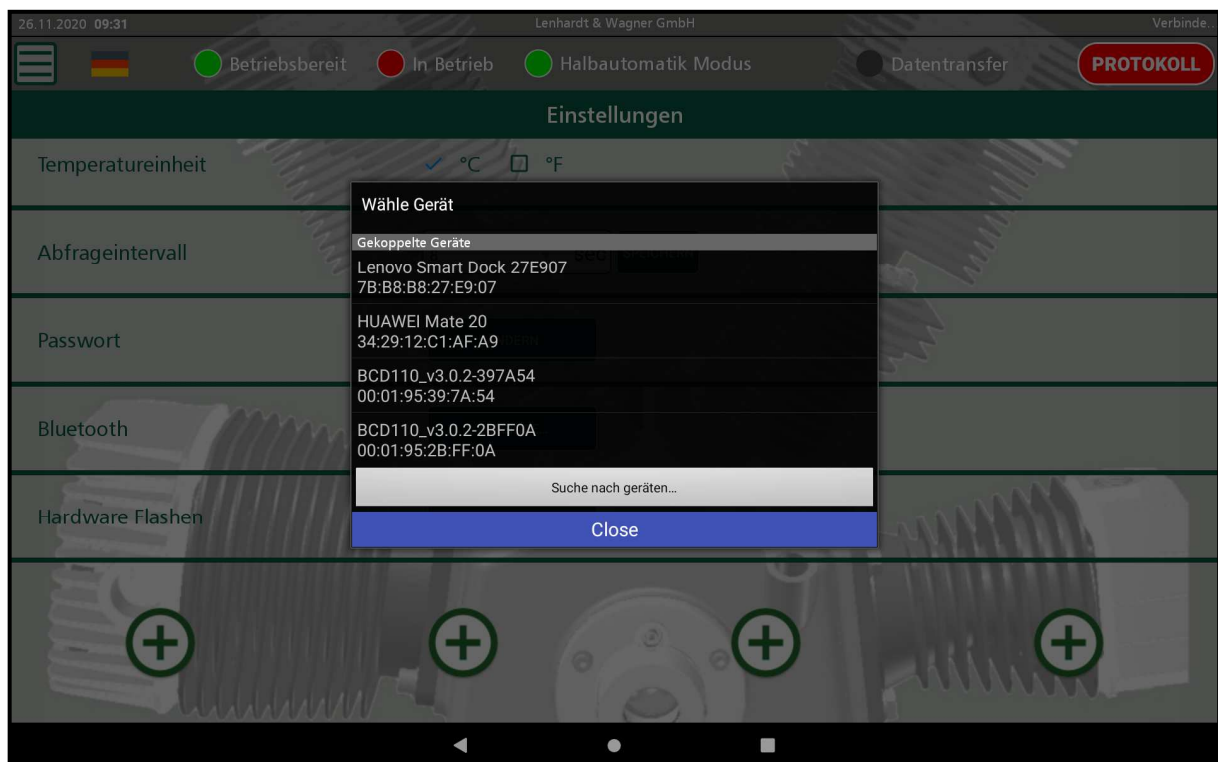 26.11.2020 09:31 Lenhardt & Wagner GmbH Verbinde..
Betriebsbereit In Betrieb Halbautomatik Modus Datentransfer PROTOKOLL
Einstellungen
Temperatureinheit °C °F
Wähle Gerät
Gekoppelte Geräte
Abfrageintervall sec
Lenovo Smart Dock 27E907
7B:B8:B8:27:E9:07
HUAWEI Mate 20
Passwort
34:29:12:C1:AF:A9
BCD110_v3.0.2-397A54
00:01:95:39:7A:54
Bluetooth
BCD110_v3.0.2-2BFF0A
00:01:95:2B:FF:0A
Suche nach geräten...
Hardware Flashen
Close